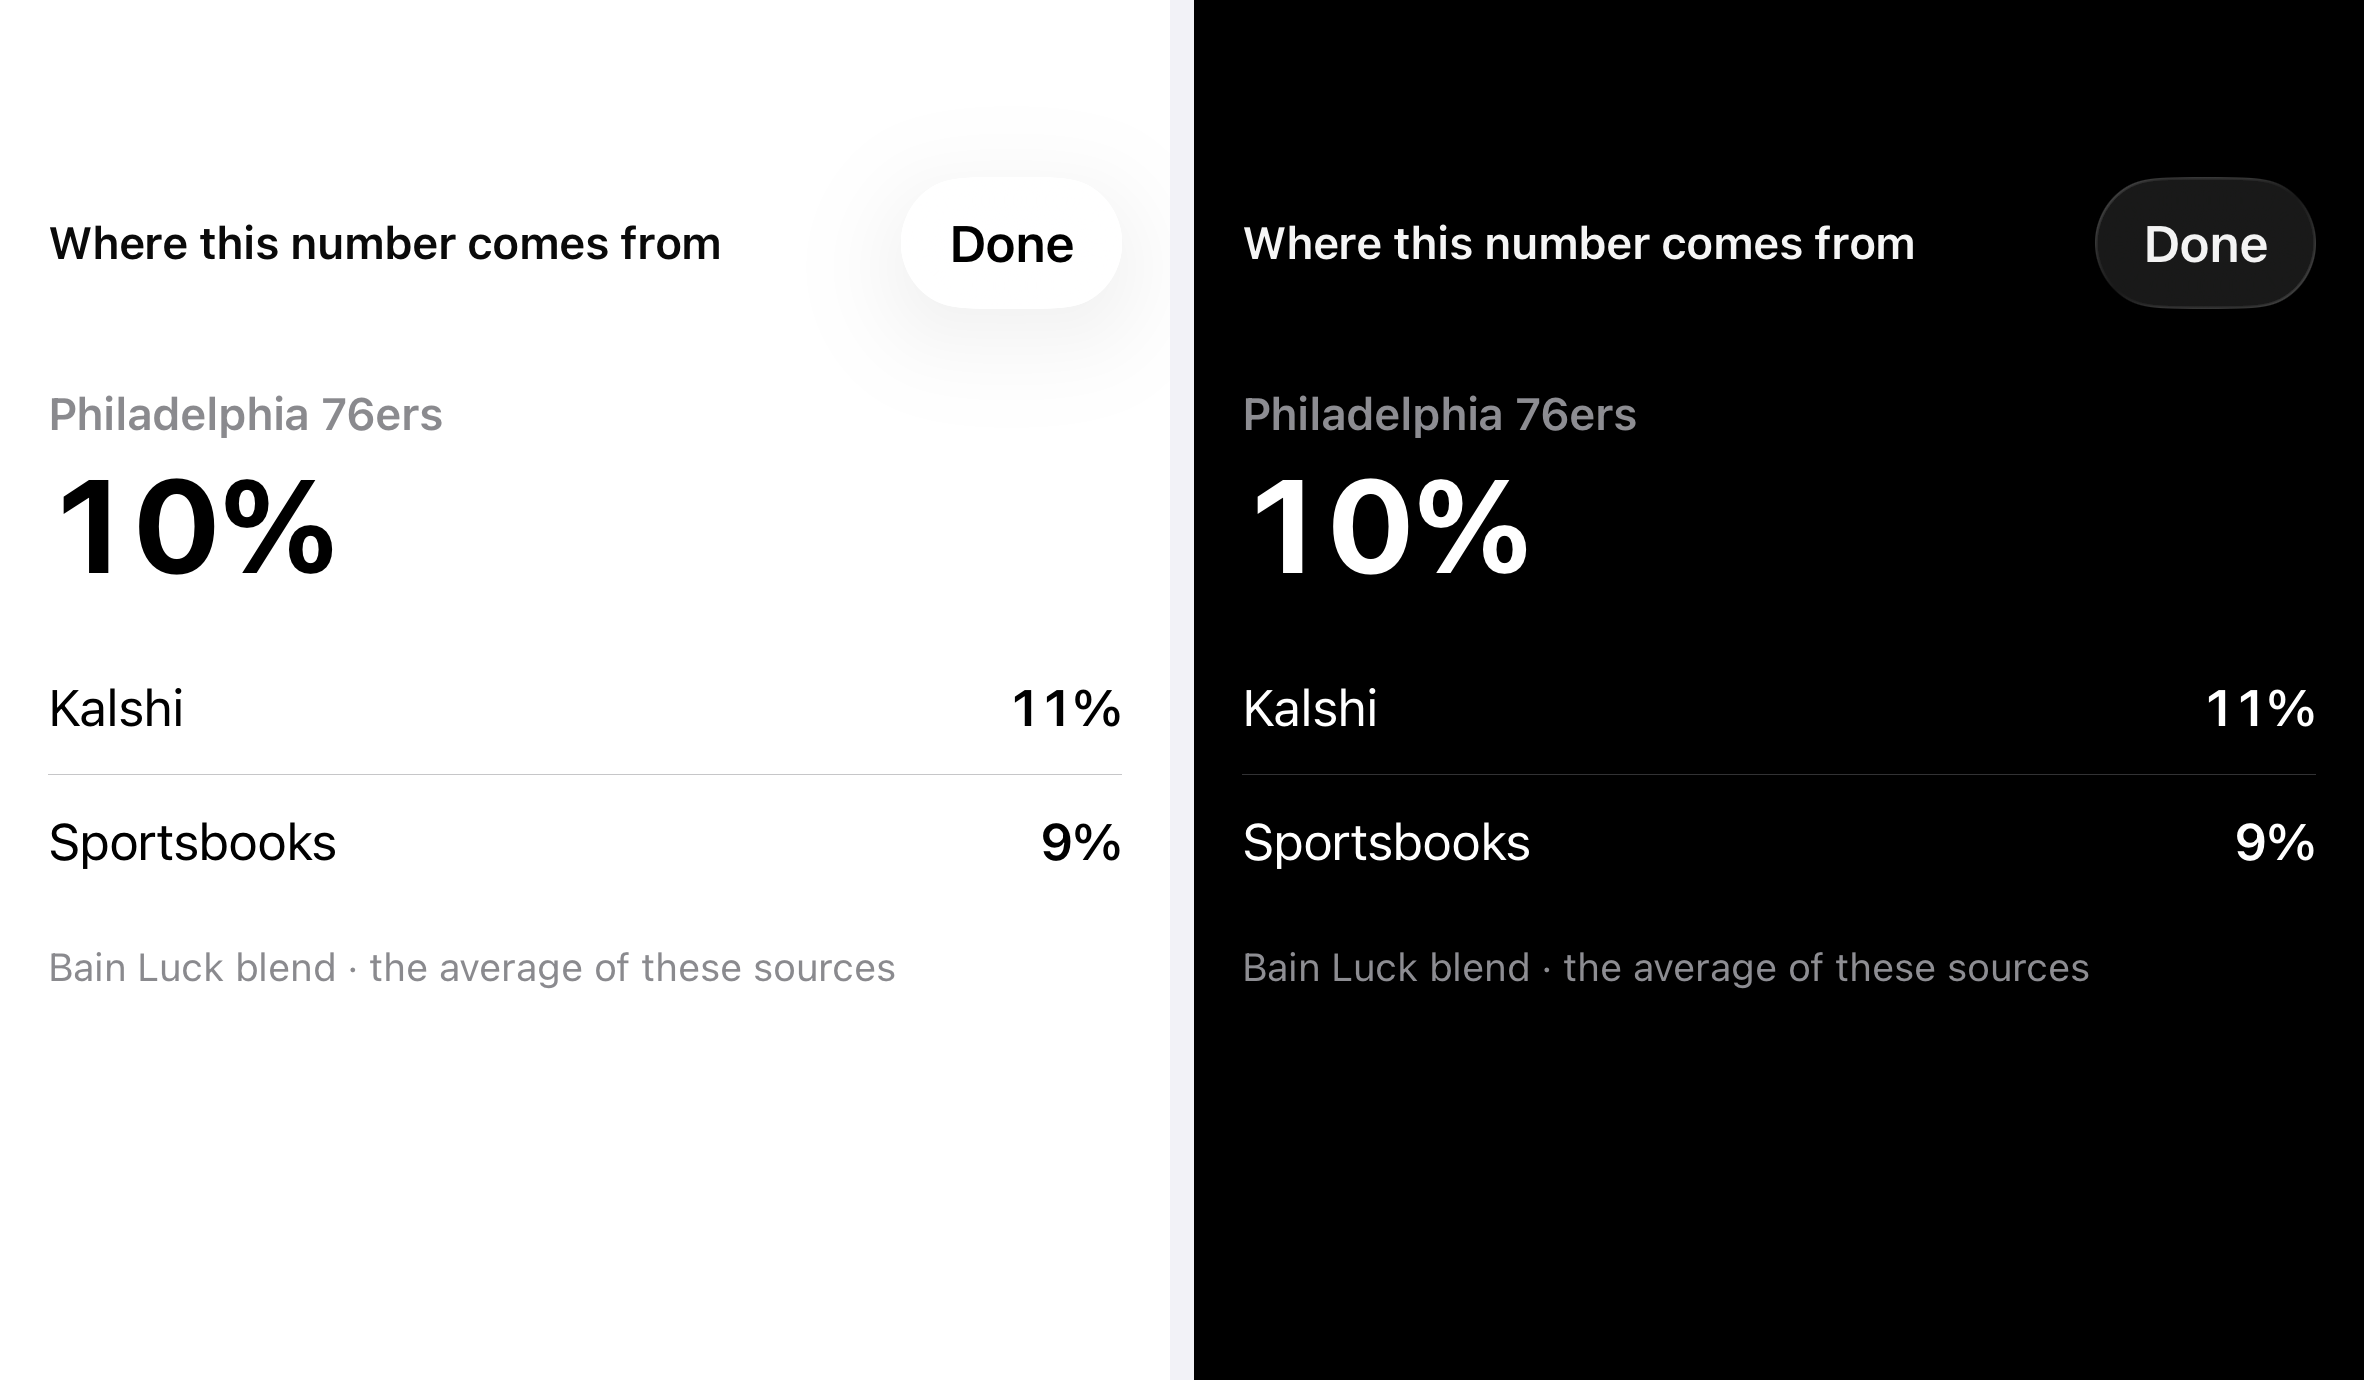 Where this number comes from
Done
Philadelphia 76ers
10%
Kalshi 11%
Sportsbooks 9%
Bain Luck blend · the average of these sources
Where this number comes from
Done
Philadelphia 76ers
10%
Kalshi 11%
Sportsbooks 9%
Bain Luck blend · the average of these sources